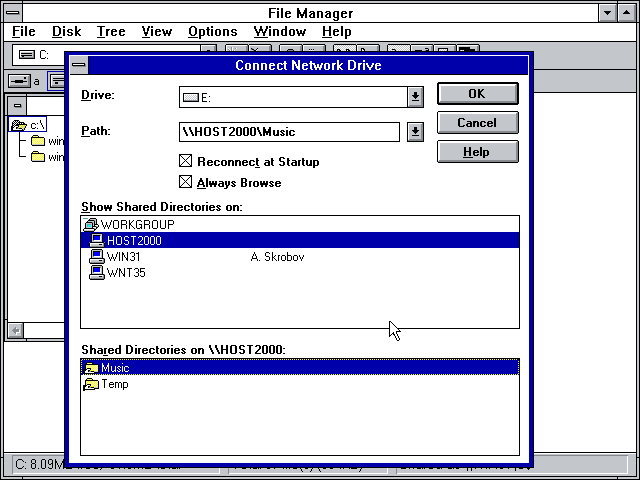 File Manager
File Disk Tree View Options Window Help
C:
Connect Network Drive
a
Drive:
E:
OK
Path:
\\HOST2000\Music
Cancel
Help
c:\
win
win
Reconnect at Startup
Always Browse
Show Shared Directories on:
WORKGROUP
HOST2000
WIN31 A. Skrobov
WNT35
Shared Directories on \\HOST2000:
Music
Temp
C: 8.09M